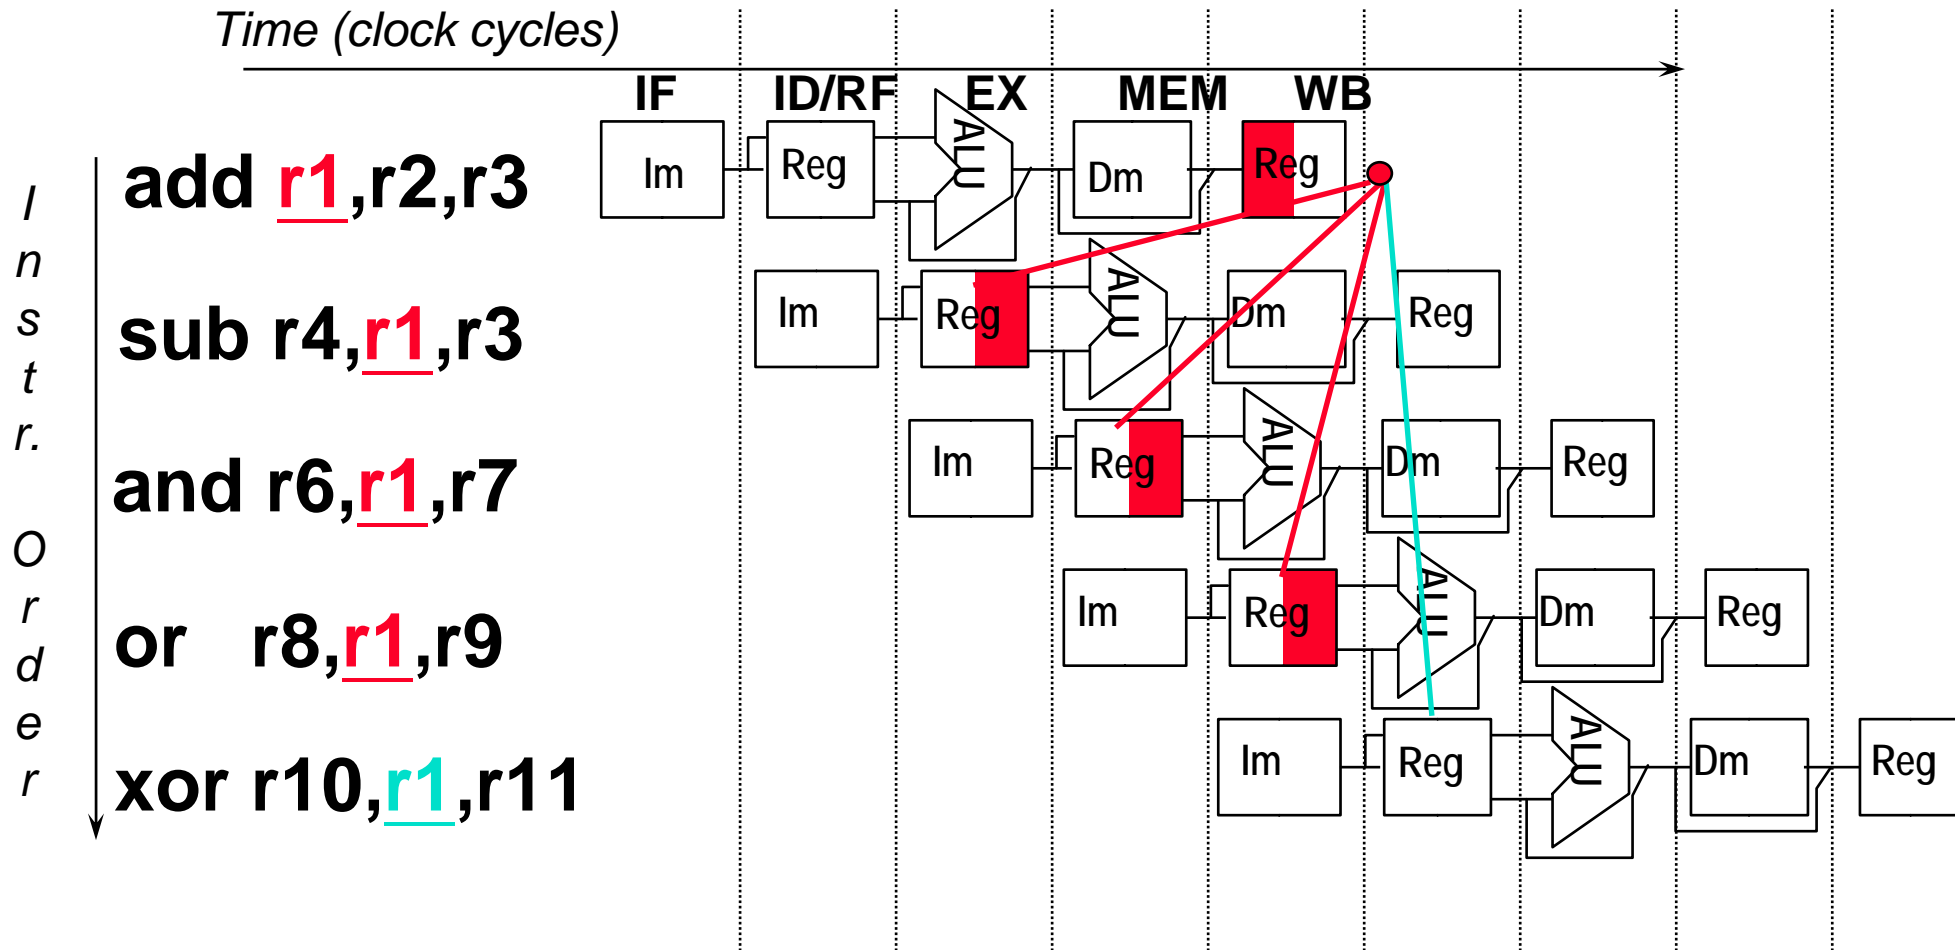 Time (clock cycles)
IF ID/RF EX MEM WB
Instr. Order
add r1,r2,r3
Im Reg ALU Dm Reg
sub r4,r1,r3
Im Reg ALU Dm Reg
and r6,r1,r7
Im Reg ALU Dm Reg
or r8,r1,r9
Im Reg ALU Dm Reg
xor r10,r1,r11
Im Reg ALU Dm Reg